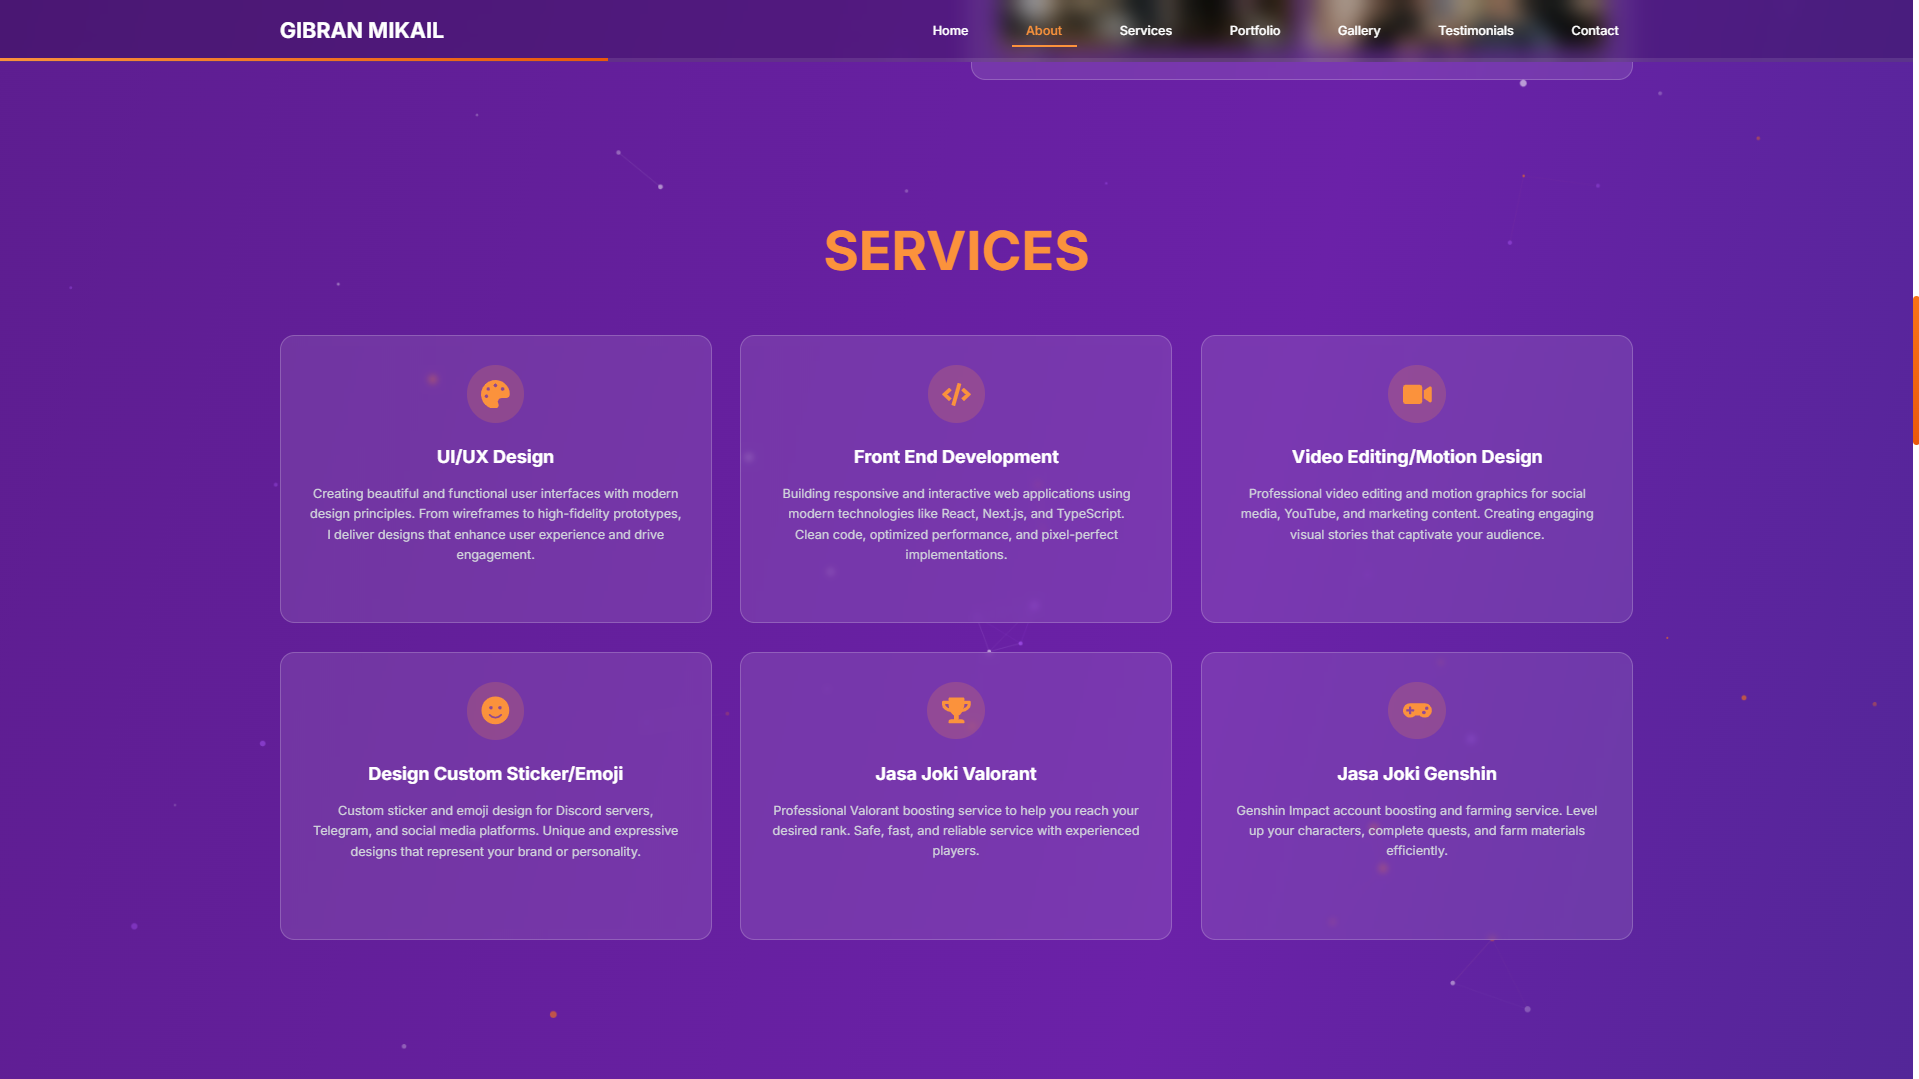 GIBRAN MIKAIL
Home
About
Services
Portfolio
Gallery
Testimonials
Contact
SERVICES
UI/UX Design
Creating beautiful and functional user interfaces with modern
design principles. From wireframes to high-fidelity prototypes,
I deliver designs that enhance user experience and drive
engagement.
Front End Development
Building responsive and interactive web applications using
modern technologies like React, Next.js, and TypeScript.
Clean code, optimized performance, and pixel-perfect
implementations.
Video Editing/Motion Design
Professional video editing and motion graphics for social
media, YouTube, and marketing content. Creating engaging
visual stories that captivate your audience.
Design Custom Sticker/Emoji
Custom sticker and emoji design for Discord servers,
Telegram, and social media platforms. Unique and expressive
designs that represent your brand or personality.
Jasa Joki Valorant
Professional Valorant boosting service to help you reach your
desired rank. Safe, fast, and reliable service with experienced
players.
Jasa Joki Genshin
Genshin Impact account boosting and farming service. Level
up your characters, complete quests, and farm materials
efficiently.